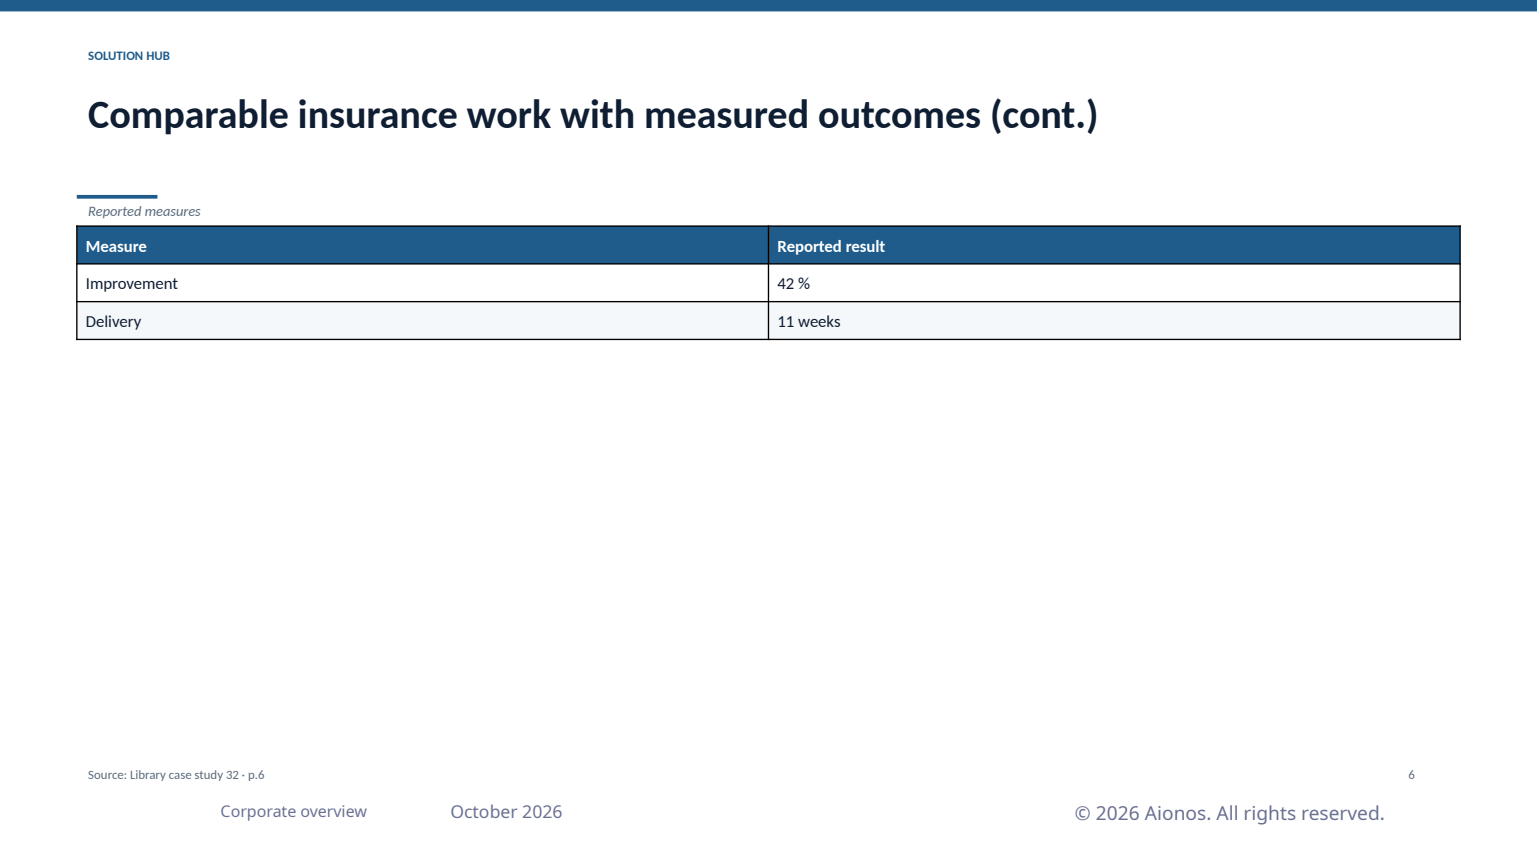 SOLUTION HUB
Comparable insurance work with measured outcomes (cont.)
Reported measures
Measure Reported result
Improvement 42 %
Delivery 11 weeks
Source: Library case study 32 - p.6 6
Corporate overview October 2026 © 2026 Aionos. All rights reserved.